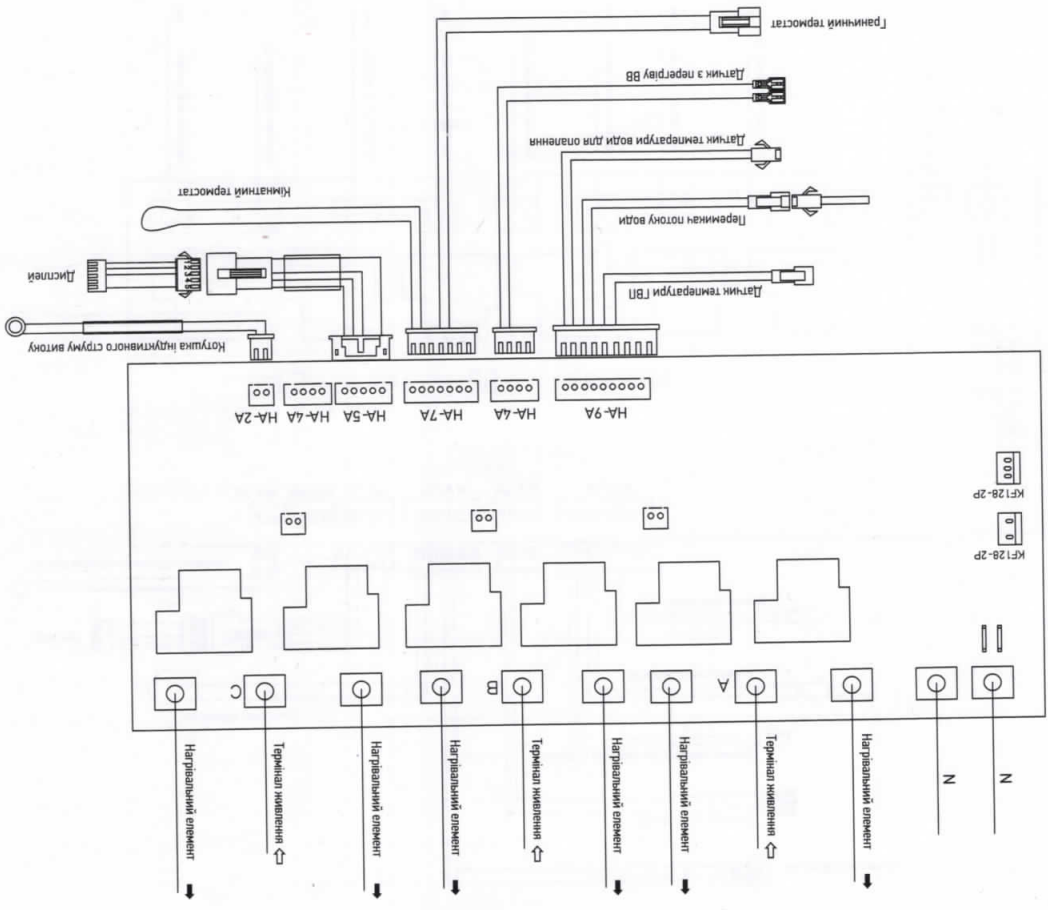 N
N
Нагрівальний елемент
Термінал живлення
Нагрівальний елемент
Нагрівальний елемент
Термінал живлення
Нагрівальний елемент
Нагрівальний елемент
Термінал живлення
Нагрівальний елемент
A
B
C
KF128-2P
KF128-2P
HA-9A
HA-4A
HA-7A
HA-5A
HA-4A
HA-2A
Котушка індуктивного струму витоку
Датчик температури ГВП
Дисплей
Перемикач потоку води
Кімнатний термостат
Датчик температури води для опалення
Датчик з перегріву ВВ
Граничний термостат